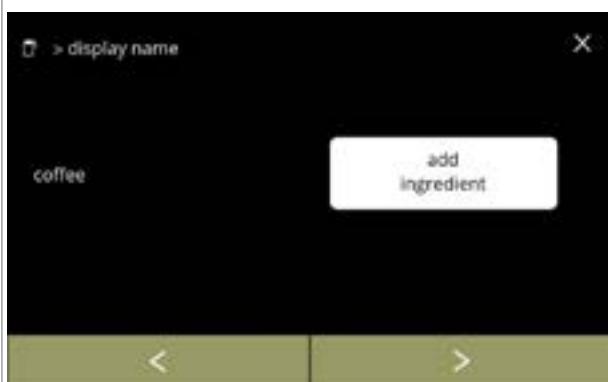 > display name
×
coffee
add
ingredient
< >